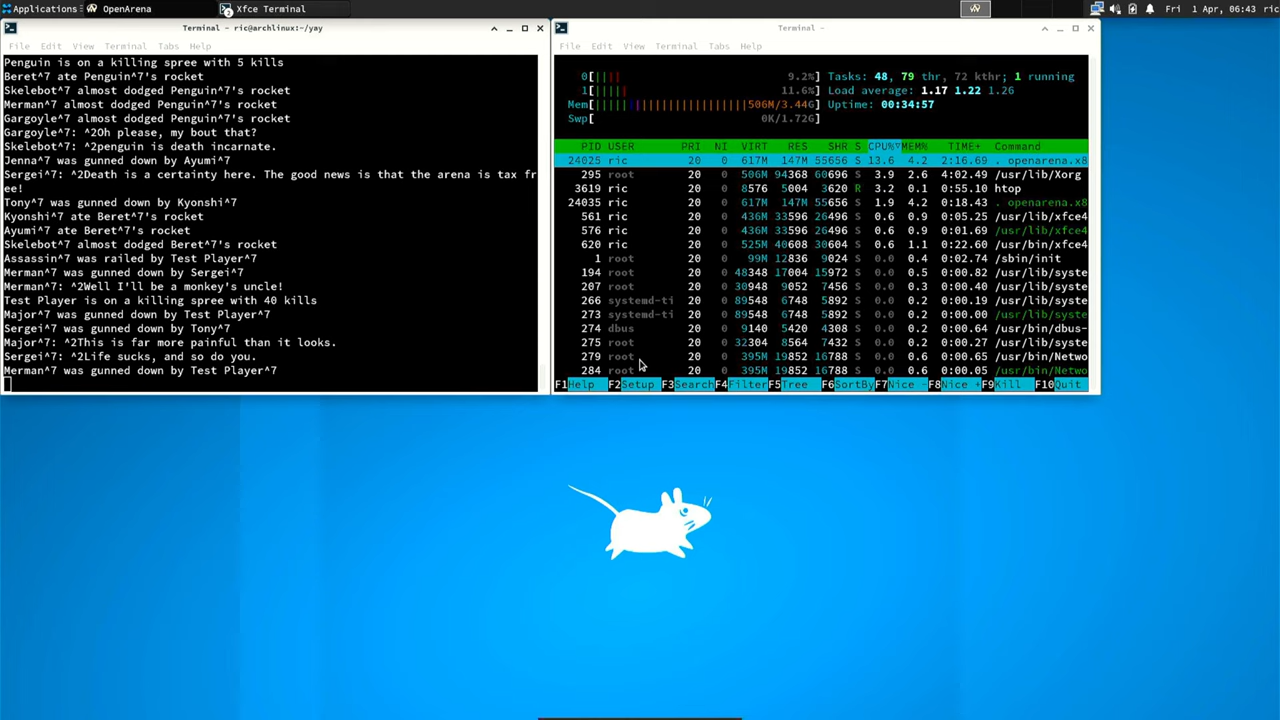 Applications OpenArena Xfce Terminal Fri 1 Apr, 06:43 ric
Terminal - ric@archlinux:~/yay
File Edit View Terminal Tabs Help
Penguin is on a killing spree with 5 kills
Beret^7 ate Penguin^7's rocket
Skelebot^7 almost dodged Penguin^7's rocket
Merman^7 almost dodged Penguin^7's rocket
Gargoyle^7 almost dodged Penguin^7's rocket
Gargoyle^7: ^2Oh please, my bout that?
Skelebot^7: ^2penguin is death incarnate.
Jenna^7 was gunned down by Ayumi^7
Sergei^7: ^2Death is a certainty here. The good news is that the arena is tax fr
ee!
Tony^7 was gunned down by Kyonshi^7
Kyonshi^7 ate Beret^7's rocket
Ayumi^7 ate Beret^7's rocket
Skelebot^7 almost dodged Beret^7's rocket
Assassin^7 was railed by Test Player^7
Merman^7 was gunned down by Sergei^7
Merman^7: ^2Well I'll be a monkey's uncle!
Test Player is on a killing spree with 40 kills
Major^7 was gunned down by Test Player^7
Sergei^7 was gunned down by Tony^7
Major^7: ^2This is far more painful than it looks.
Sergei^7: ^2Life sucks, and so do you.
Merman^7 was gunned down by Test Player^7
Terminal -
File Edit View Terminal Tabs Help
0[|||| 9.2%] Tasks: 48, 79 thr, 72 kthr; 1 running
1[||||| 11.6%] Load average: 1.17 1.22 1.26
Mem[||||||||||||||||||||||||||506M/3.44G] Uptime: 00:34:57
Swp[ 0K/1.72G]
PID USER PRI NI VIRT RES SHR S CPU%▽MEM% TIME+ Command
24025 ric 20 0 617M 147M 55656 S 13.6 4.2 2:16.69 . openarena.x8
295 root 20 0 506M 94368 60696 S 3.9 2.6 4:02.49 /usr/lib/Xorg
3619 ric 20 0 8576 5004 3620 R 3.2 0.1 0:55.10 htop
24035 ric 20 0 617M 147M 55656 S 1.9 4.2 0:18.43 . openarena.x8
561 ric 20 0 436M 33596 26496 S 0.6 0.9 0:05.25 /usr/lib/xfce4
576 ric 20 0 436M 33596 26496 S 0.6 0.9 0:01.69 /usr/lib/xfce4
620 ric 20 0 525M 40608 30604 S 0.6 1.1 0:22.60 /usr/bin/xfce4
1 root 20 0 99M 12836 9024 S 0.0 0.4 0:02.74 /sbin/init
194 root 20 0 48348 17004 15972 S 0.0 0.5 0:00.82 /usr/lib/syste
207 root 20 0 30948 9052 7456 S 0.0 0.3 0:00.40 /usr/lib/syste
266 systemd-ti 20 0 89548 6748 5892 S 0.0 0.2 0:00.19 /usr/lib/syste
273 systemd-ti 20 0 89548 6748 5892 S 0.0 0.2 0:00.00 /usr/lib/syste
274 dbus 20 0 9140 5420 4308 S 0.0 0.2 0:00.64 /usr/bin/dbus-
275 root 20 0 32304 8564 7432 S 0.0 0.2 0:00.27 /usr/lib/syste
279 root 20 0 395M 19852 16788 S 0.0 0.6 0:00.65 /usr/bin/Netwo
284 root 20 0 395M 19852 16788 S 0.0 0.6 0:00.05 /usr/bin/Netwo
F1Help F2Setup F3SearchF4FilterF5Tree F6SortByF7Nice -F8Nice +F9Kill F10Quit